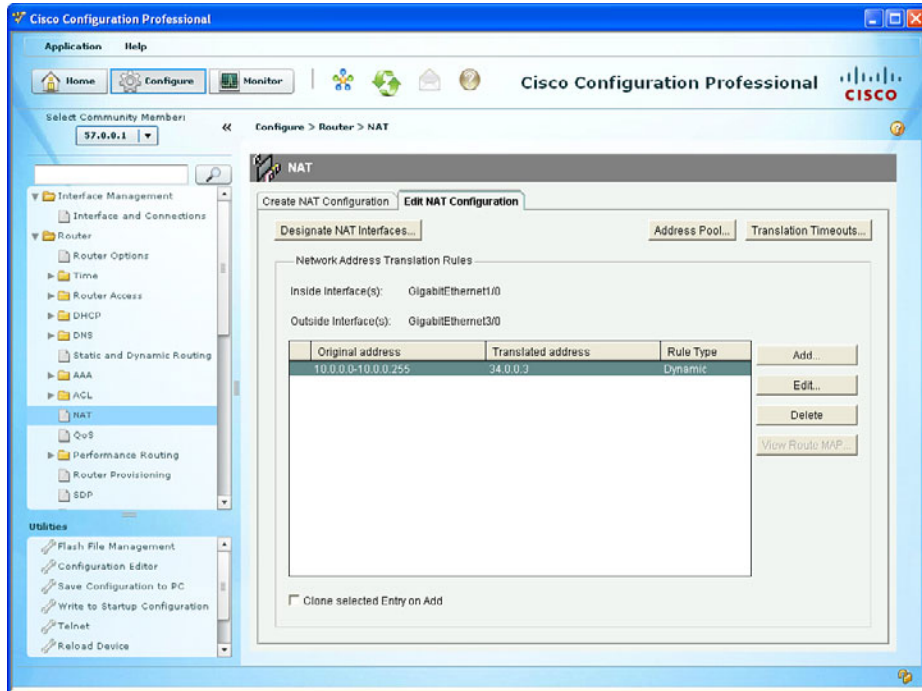 Cisco Configuration Professional
Application Help
Home Configure Monitor Cisco Configuration Professional CISCO
Select Community Member:
57.0.0.1
Configure > Router > NAT
NAT
Create NAT Configuration Edit NAT Configuration
Designate NAT Interfaces... Address Pool... Translation Timeouts...
Network Address Translation Rules
Inside Interface(s): GigabitEthernet1/0
Outside Interface(s): GigabitEthernet3/0
Original address Translated address Rule Type
10.0.0.0-10.0.0.255 34.0.0.3 Dynamic
Add...
Edit...
Delete
View Route MAP...
Clone selected Entry on Add
Interface Management
Interface and Connections
Router
Router Options
Time
Router Access
DHCP
DNS
Static and Dynamic Routing
AAA
ACL
NAT
QoS
Performance Routing
Router Provisioning
SDP
Utilities
Flash File Management
Configuration Editor
Save Configuration to PC
Write to Startup Configuration
Telnet
Reload Device